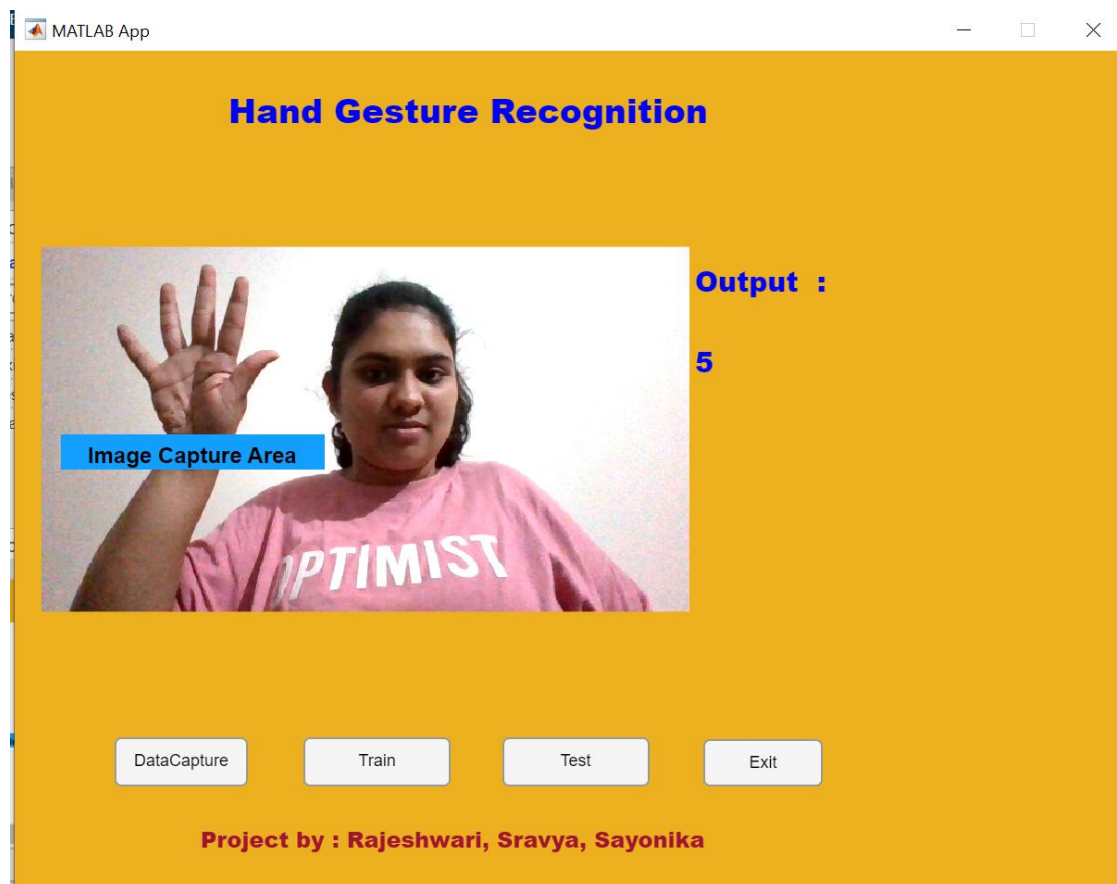 MATLAB App
Hand Gesture Recognition
Output :
5
Image Capture Area
OPTIMIST
DataCapture
Train
Test
Exit
Project by : Rajeshwari, Sravya, Sayonika